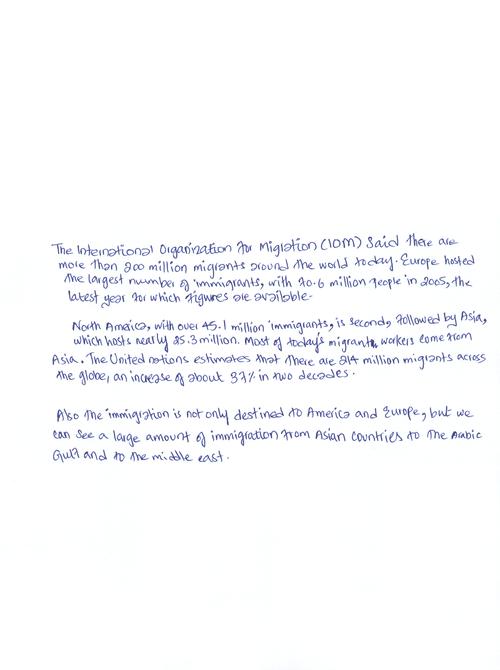 The International Organization for Migration (IOM) Said there are
more than 200 million migrants around the world today. Europe hosted
the largest number of immigrants, with 70.6 million people in 2005, the
latest year for which figures are availble.
North Ameica, with over 45.1 million immigrants, is second, followed by Asia,
which hosts nearly 25.3 million. Most of today's migrants workers come from
Asia. The United nations estimates that there are 214 million migrants across
the globe, an increase of about 37% in two decades.
Also the immigration is not only destined to America and Europe, but we
can see a large amount of immigration from Asian countries to the Arabic
Gulf and to the middle east.